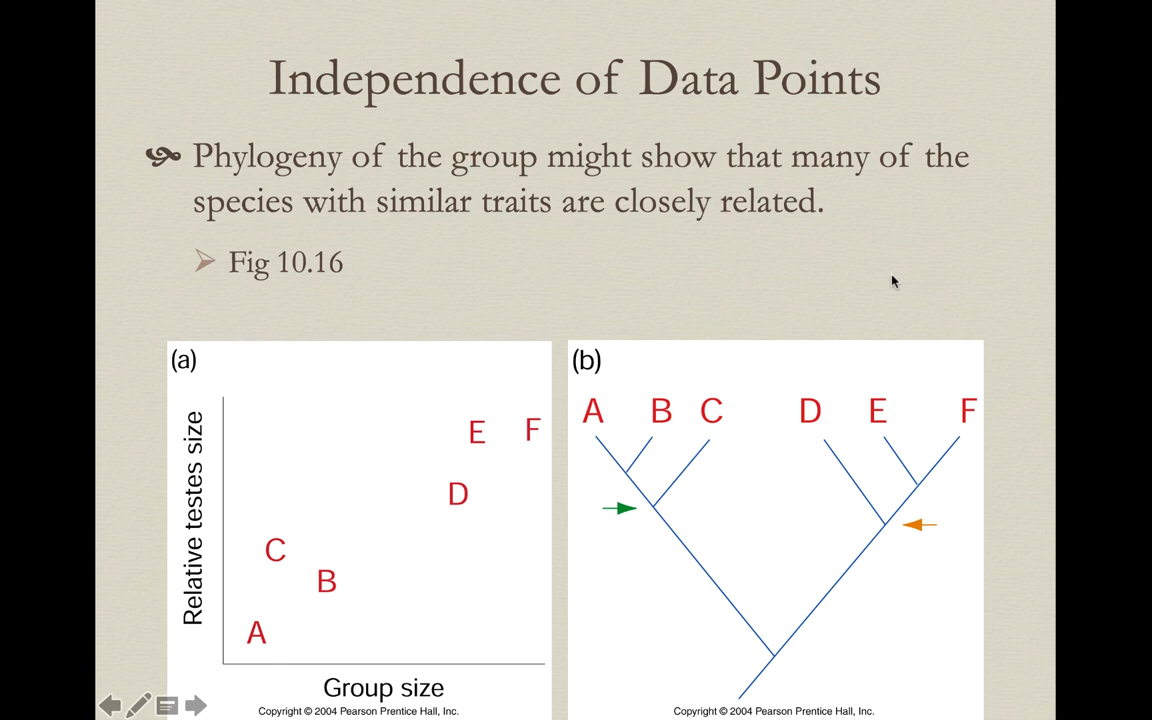 Independence of Data Points
Phylogeny of the group might show that many of the
species with similar traits are closely related.
Fig 10.16
(a)
Relative testes size
E F
D
C
B
A
Group size
Copyright © 2004 Pearson Prentice Hall, Inc.
(b)
A B C D E F
Copyright © 2004 Pearson Prentice Hall, Inc.